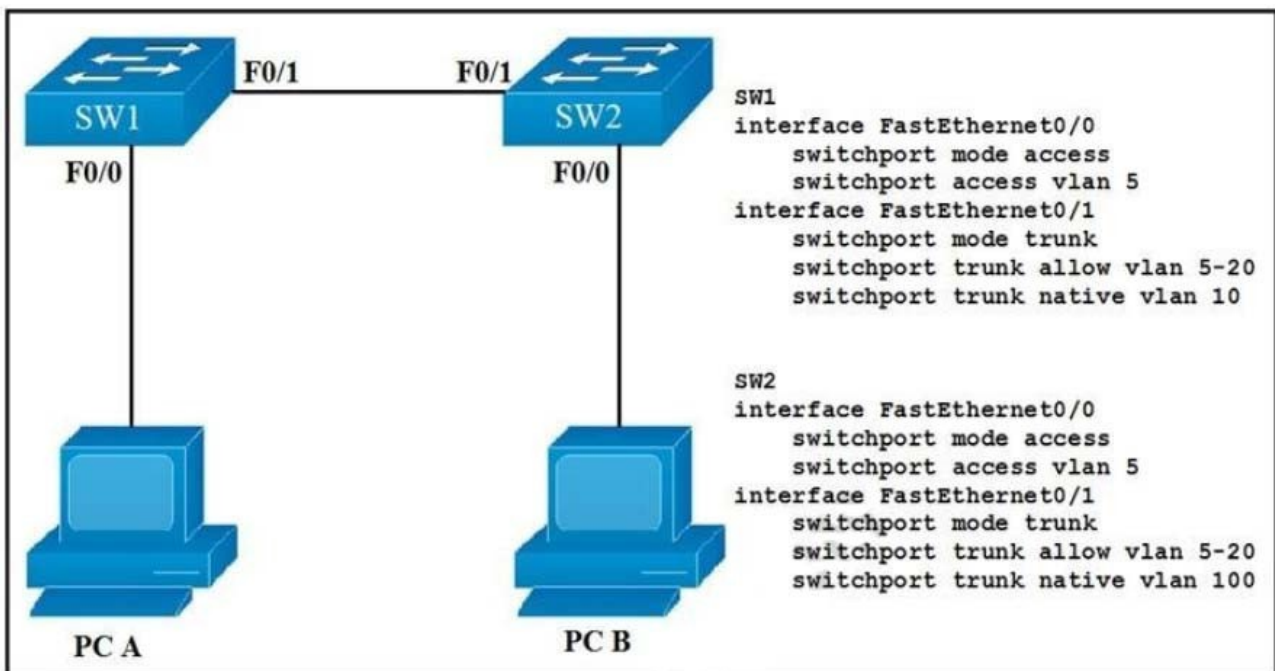 F0/1
F0/1
SW1
SW2
F0/0
F0/0
PC A
PC B
SW1
interface FastEthernet0/0
switchport mode access
switchport access vlan 5
interface FastEthernet0/1
switchport mode trunk
switchport trunk allow vlan 5-20
switchport trunk native vlan 10
SW2
interface FastEthernet0/0
switchport mode access
switchport access vlan 5
interface FastEthernet0/1
switchport mode trunk
switchport trunk allow vlan 5-20
switchport trunk native vlan 100